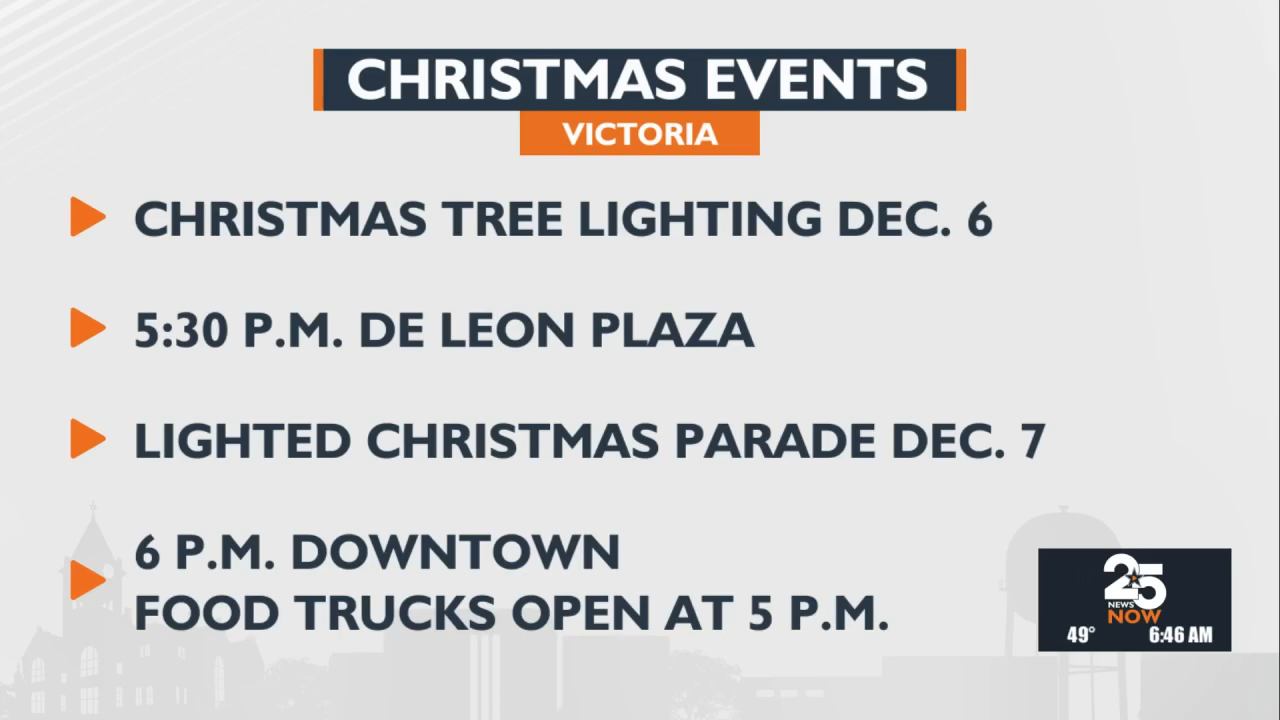 CHRISTMAS EVENTS
VICTORIA
CHRISTMAS TREE LIGHTING DEC. 6
5:30 P.M. DE LEON PLAZA
LIGHTED CHRISTMAS PARADE DEC. 7
6 P.M. DOWNTOWN
FOOD TRUCKS OPEN AT 5 P.M.
25
NEWS
NOW
49° 6:46 AM